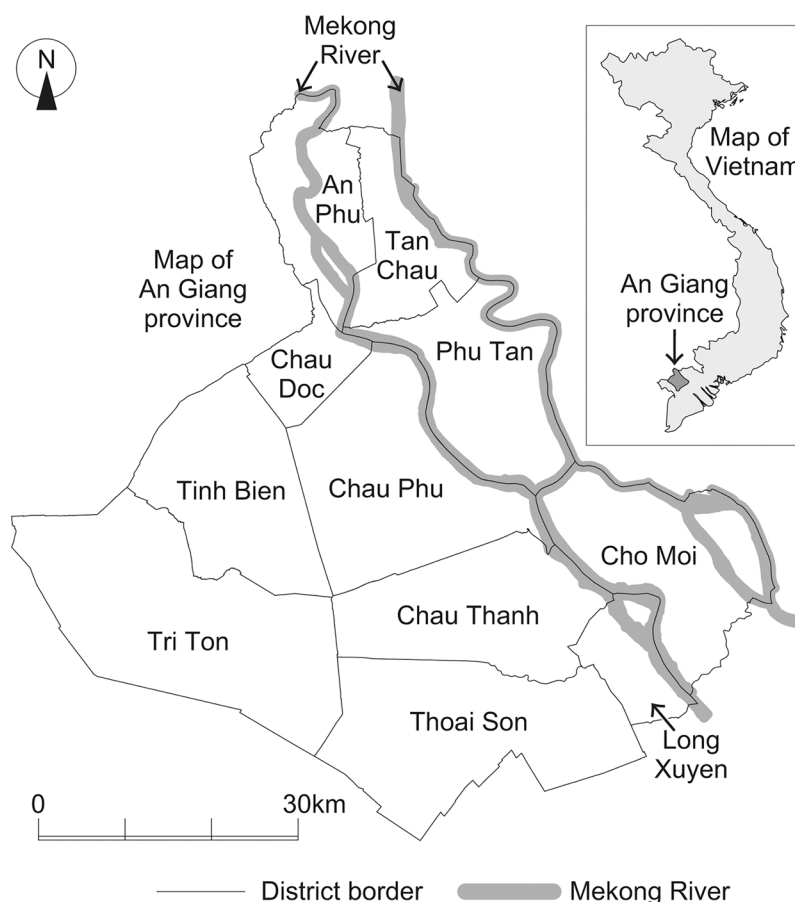 Mekong
River
N
Map of
Vietnam
An
Phu
Tan
Chau
Map of
An Giang
province
An Giang
province
Phu Tan
Chau
Doc
Tinh Bien
Chau Phu
Cho Moi
Chau Thanh
Tri Ton
Thoai Son
Long
Xuyen
0
30km
District border
Mekong River